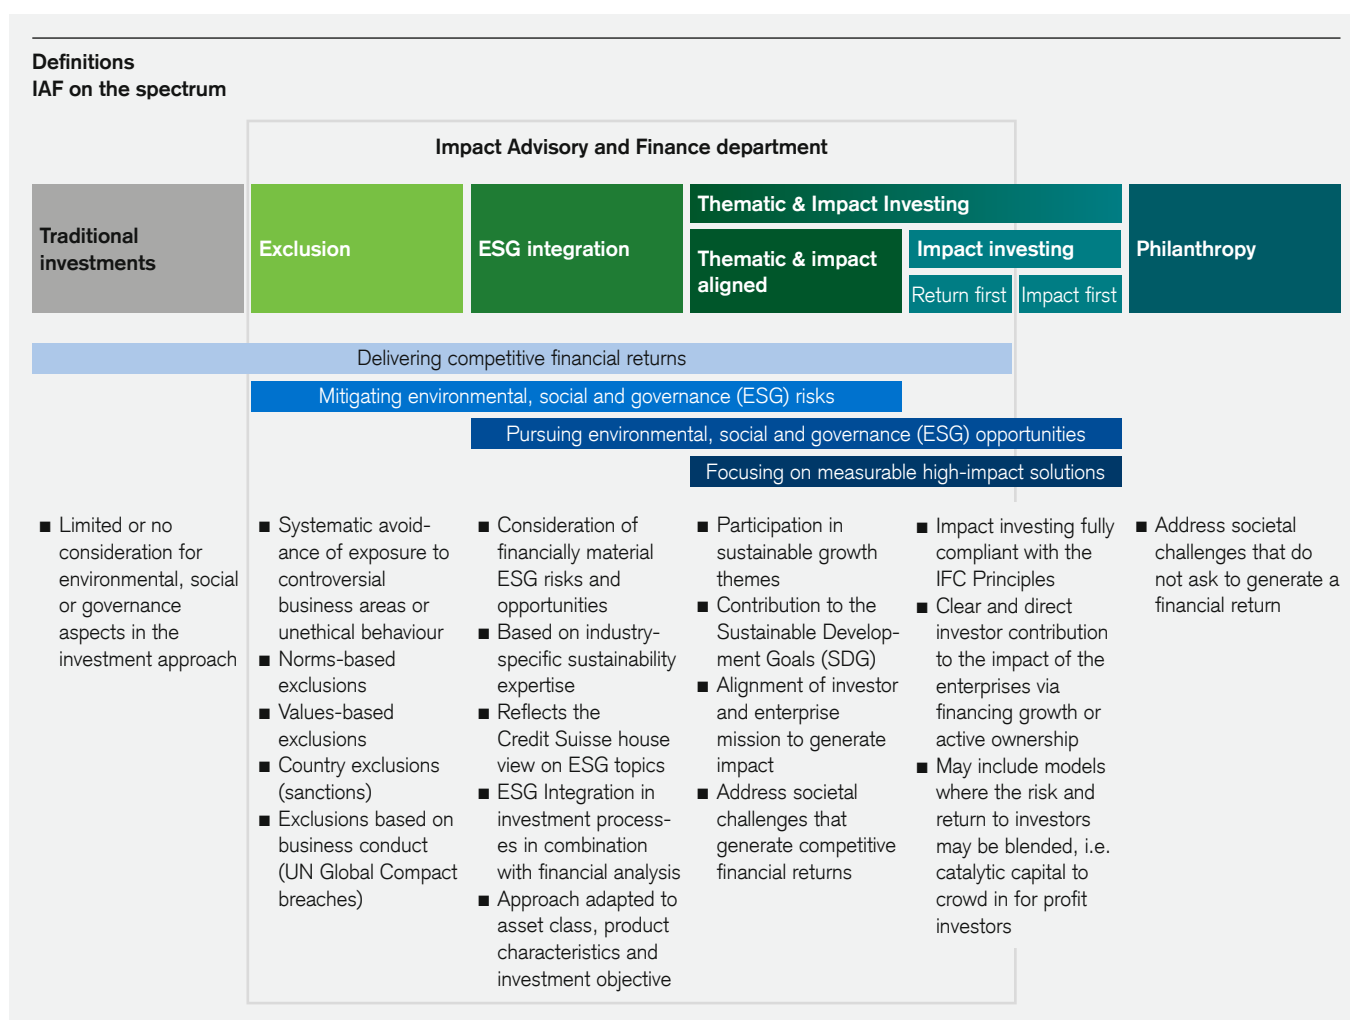 Definitions
IAF on the spectrum
Impact Advisory and Finance department
Traditional
investments
Exclusion
ESG integration
Thematic & Impact Investing
Thematic & impact
aligned
Impact investing
Return first
Impact first
Philanthropy
Delivering competitive financial returns
Mitigating environmental, social and governance (ESG) risks
Pursuing environmental, social and governance (ESG) opportunities
Focusing on measurable high-impact solutions
■ Limited or no
consideration for
environmental, social
or governance
aspects in the
investment approach
■ Systematic avoid-
ance of exposure to
controversial
business areas or
unethical behaviour
■ Norms-based
exclusions
■ Values-based
exclusions
■ Country exclusions
(sanctions)
■ Exclusions based on
business conduct
(UN Global Compact
breaches)
■ Consideration of
financially material
ESG risks and
opportunities
■ Based on industry-
specific sustainability
expertise
■ Reflects the
Credit Suisse house
view on ESG topics
■ ESG Integration in
investment process-
es in combination
with financial analysis
■ Approach adapted to
asset class, product
characteristics and
investment objective
■ Participation in
sustainable growth
themes
■ Contribution to the
Sustainable Develop-
ment Goals (SDG)
■ Alignment of investor
and enterprise
mission to generate
impact
■ Address societal
challenges that
generate competitive
financial returns
■ Impact investing fully
compliant with the
IFC Principles
■ Clear and direct
investor contribution
to the impact of the
enterprises via
financing growth or
active ownership
■ May include models
where the risk and
return to investors
may be blended, i.e.
catalytic capital to
crowd in for profit
investors
■ Address societal
challenges that do
not ask to generate a
financial return